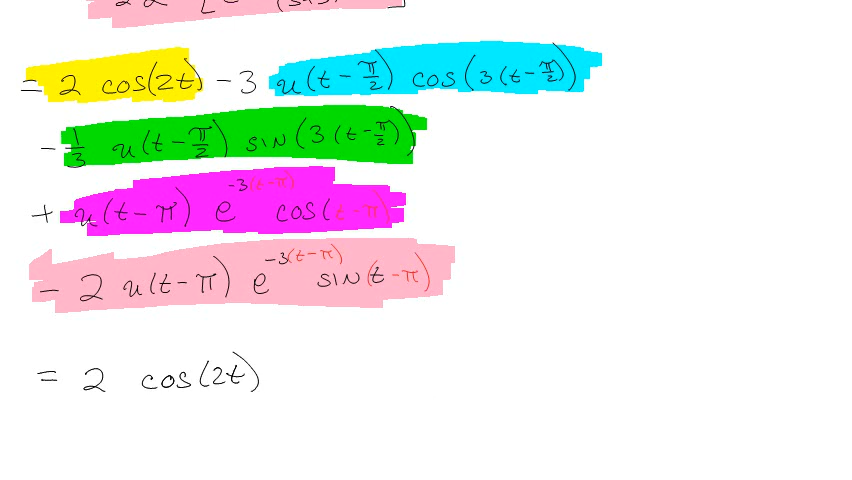 = 2 cos(2t) - 3 u(t - π/2) cos(3(t - π/2))
- 1/3 u(t - π/2) sin(3(t - π/2))
+ u(t - π) e^-3(t-π) cos(t - π)
- 2 u(t - π) e^-3(t-π) sin(t - π)
= 2 cos(2t)